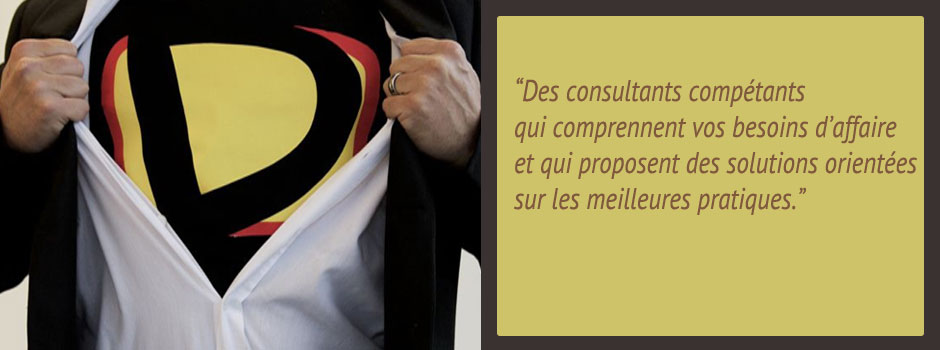 D
“Des consultants compétants
qui comprennent vos besoins d’affaire
et qui proposent des solutions orientées
sur les meilleures pratiques.”